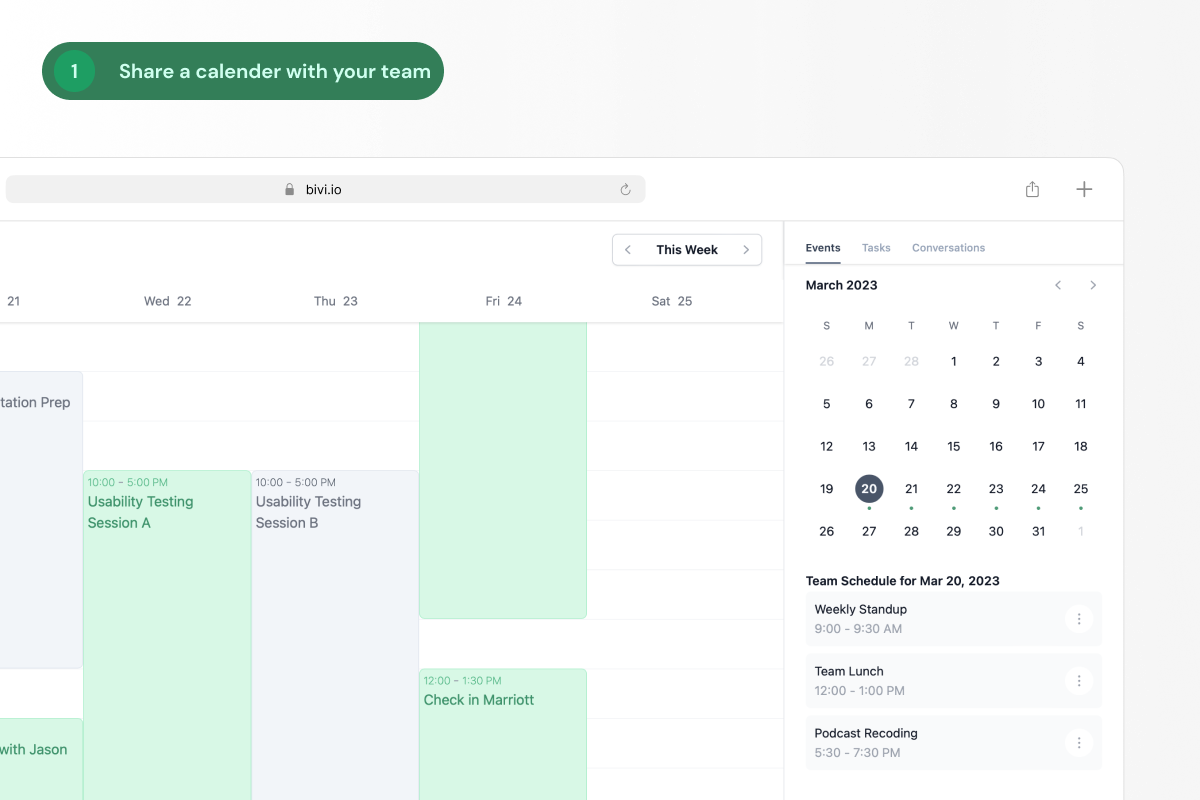 1 Share a calender with your team
bivi.io
This Week
21 Wed 22 Thu 23 Fri 24 Sat 25
tation Prep
10:00 – 5:00 PM
Usability Testing
Session A
10:00 – 5:00 PM
Usability Testing
Session B
12:00 – 1:30 PM
Check in Marriott
with Jason
Events Tasks Conversations
March 2023
S M T W T F S
26 27 28 1 2 3 4
5 6 7 8 9 10 11
12 13 14 15 16 17 18
19 20 21 22 23 24 25
26 27 28 29 30 31 1
Team Schedule for Mar 20, 2023
Weekly Standup
9:00 – 9:30 AM
Team Lunch
12:00 – 1:00 PM
Podcast Recoding
5:30 - 7:30 PM